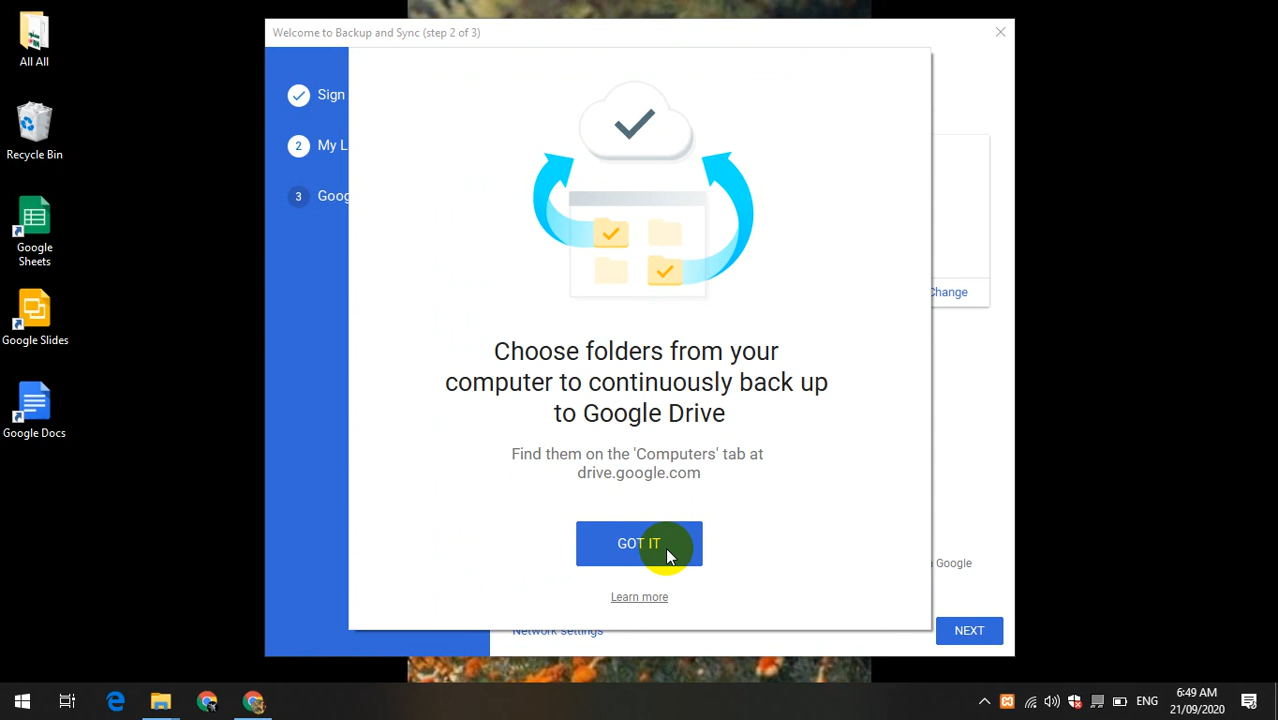 All All
Recycle Bin
Google
Sheets
Google Slides
Google Docs
Welcome to Backup and Sync (step 2 of 3)
Sign
2 My L
3 Goog
Choose folders from your
computer to continuously back up
to Google Drive
Find them on the 'Computers' tab at
drive.google.com
GOT IT
Learn more
Change
Google
Network settings
NEXT
ENG
6:49 AM
21/09/2020